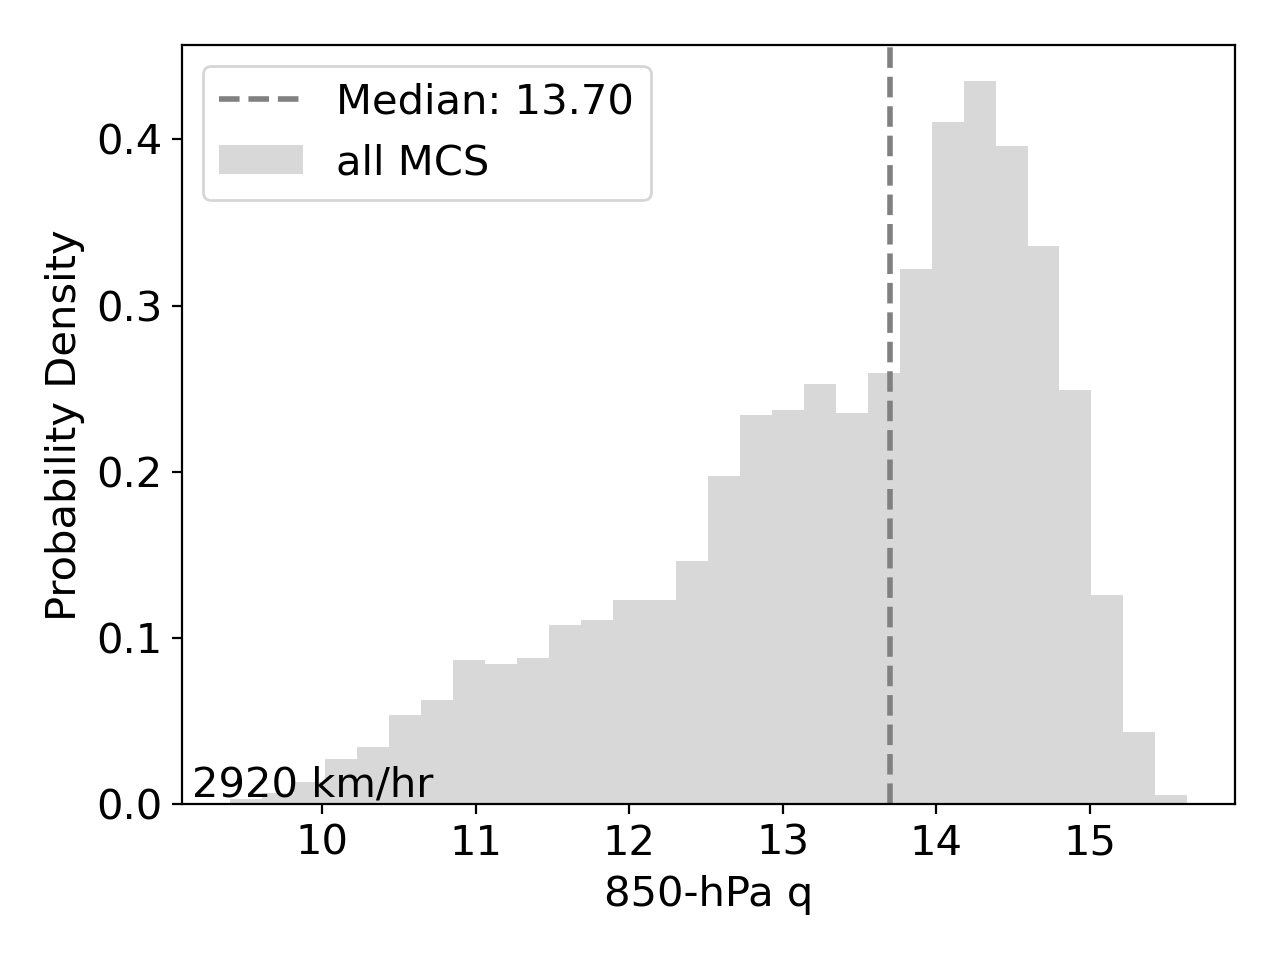 Median: 13.70
all MCS
0.4
0.3
0.2
0.1
0.0
Probability Density
2920 km/hr
10 11 12 13 14 15
850-hPa q